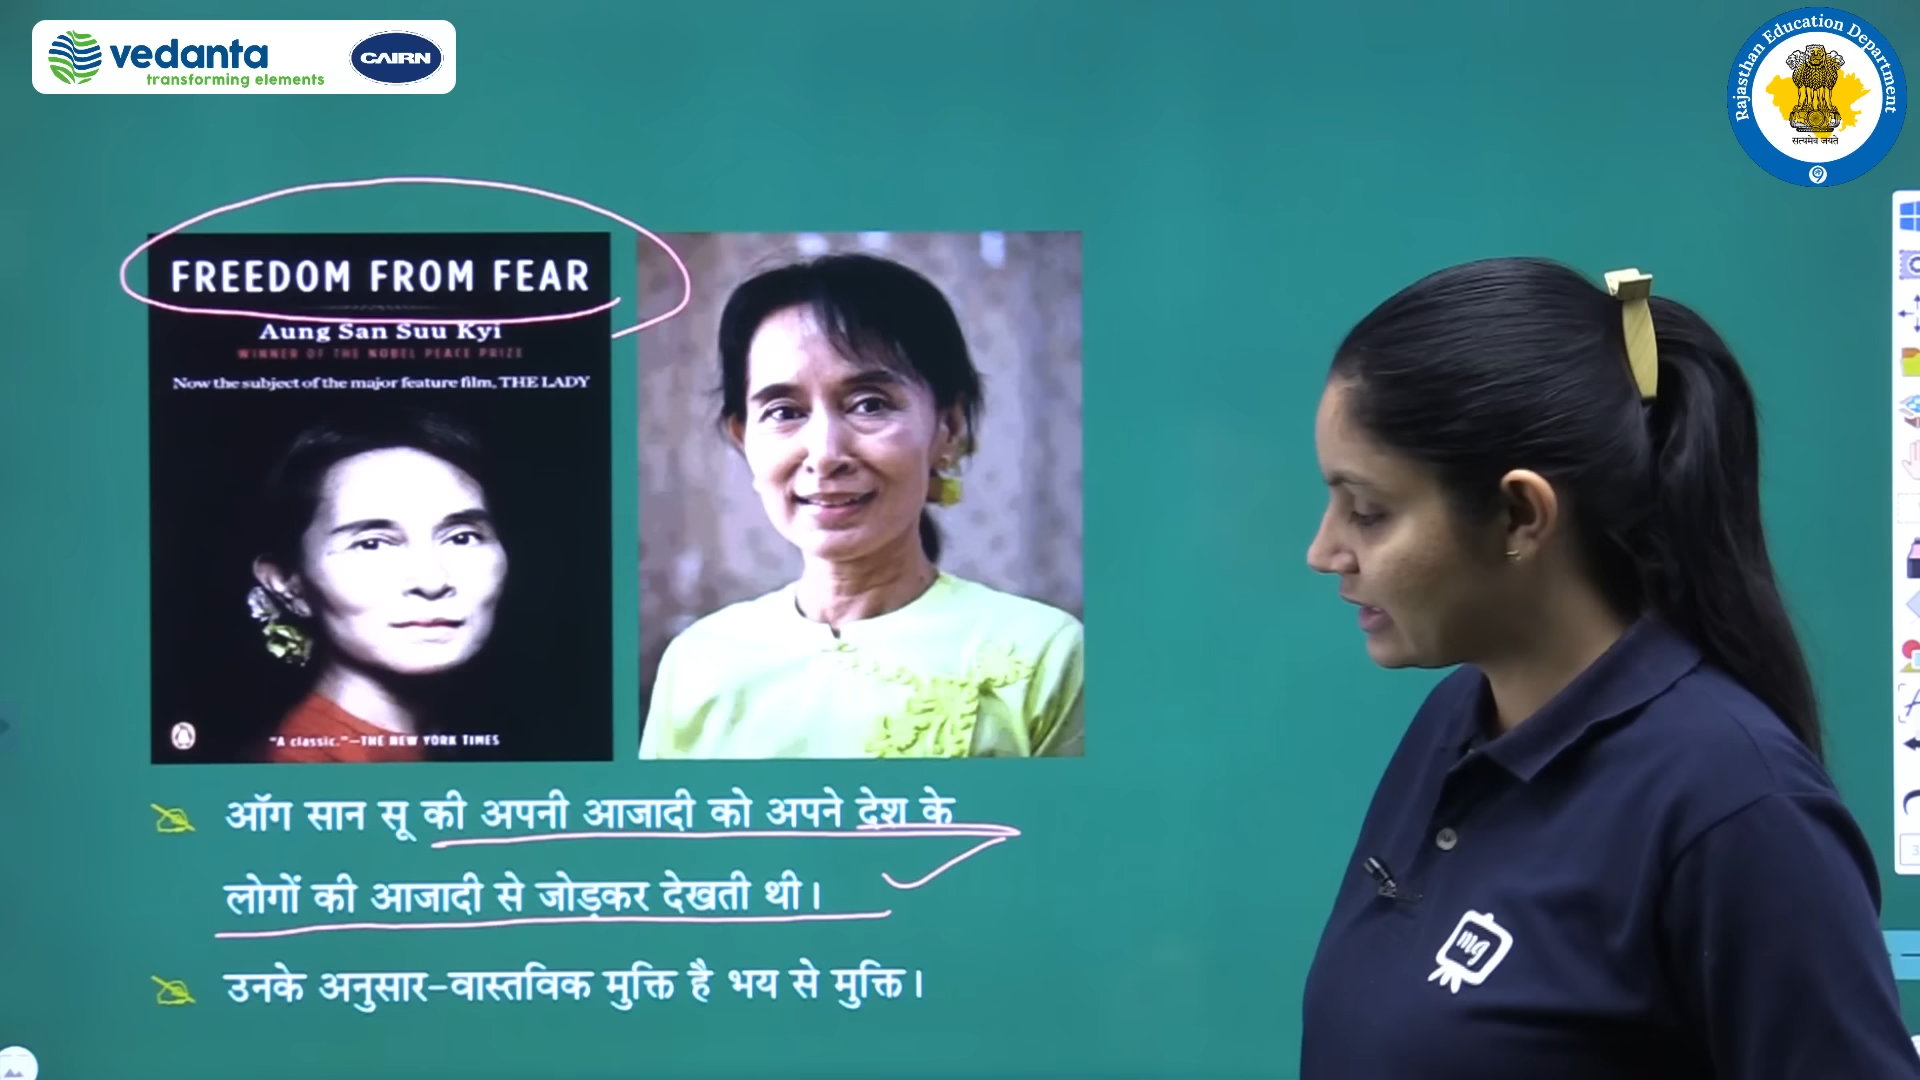 vedanta
transforming elements
CAIRN
Rajasthan Education Department
सत्यमेव जयते
FREEDOM FROM FEAR
Aung San Suu Kyi
WINNER OF THE NOBEL PEACE PRIZE
Now the subject of the major feature film, THE LADY
"A classic."—THE NEW YORK TIMES
ऑग सान सू की अपनी आजादी को अपने देश के
लोगों की आजादी से जोड़कर देखती थी।
उनके अनुसार–वास्तविक मुक्ति है भय से मुक्ति।
mg